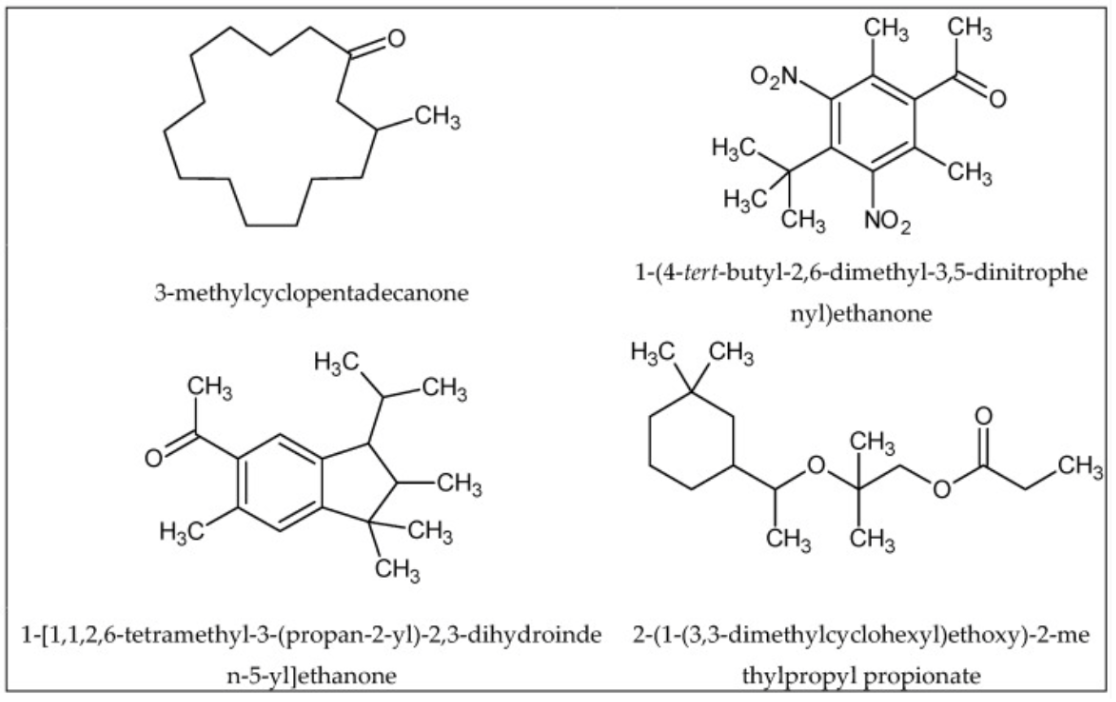 O
CH3
3-methylcyclopentadecanone
CH3 CH3
O2N
O
H3C
H3C
CH3
CH3
NO2
1-(4-tert-butyl-2,6-dimethyl-3,5-dinitrophe
nyl)ethanone
H3C
CH3
CH3
O
CH3
H3C
CH3
CH3
1-[1,1,2,6-tetramethyl-3-(propan-2-yl)-2,3-dihydroinde
n-5-yl]ethanone
H3C CH3
O
CH3
O
CH3
O
CH3 CH3
2-(1-(3,3-dimethylcyclohexyl)ethoxy)-2-me
thylpropyl propionate